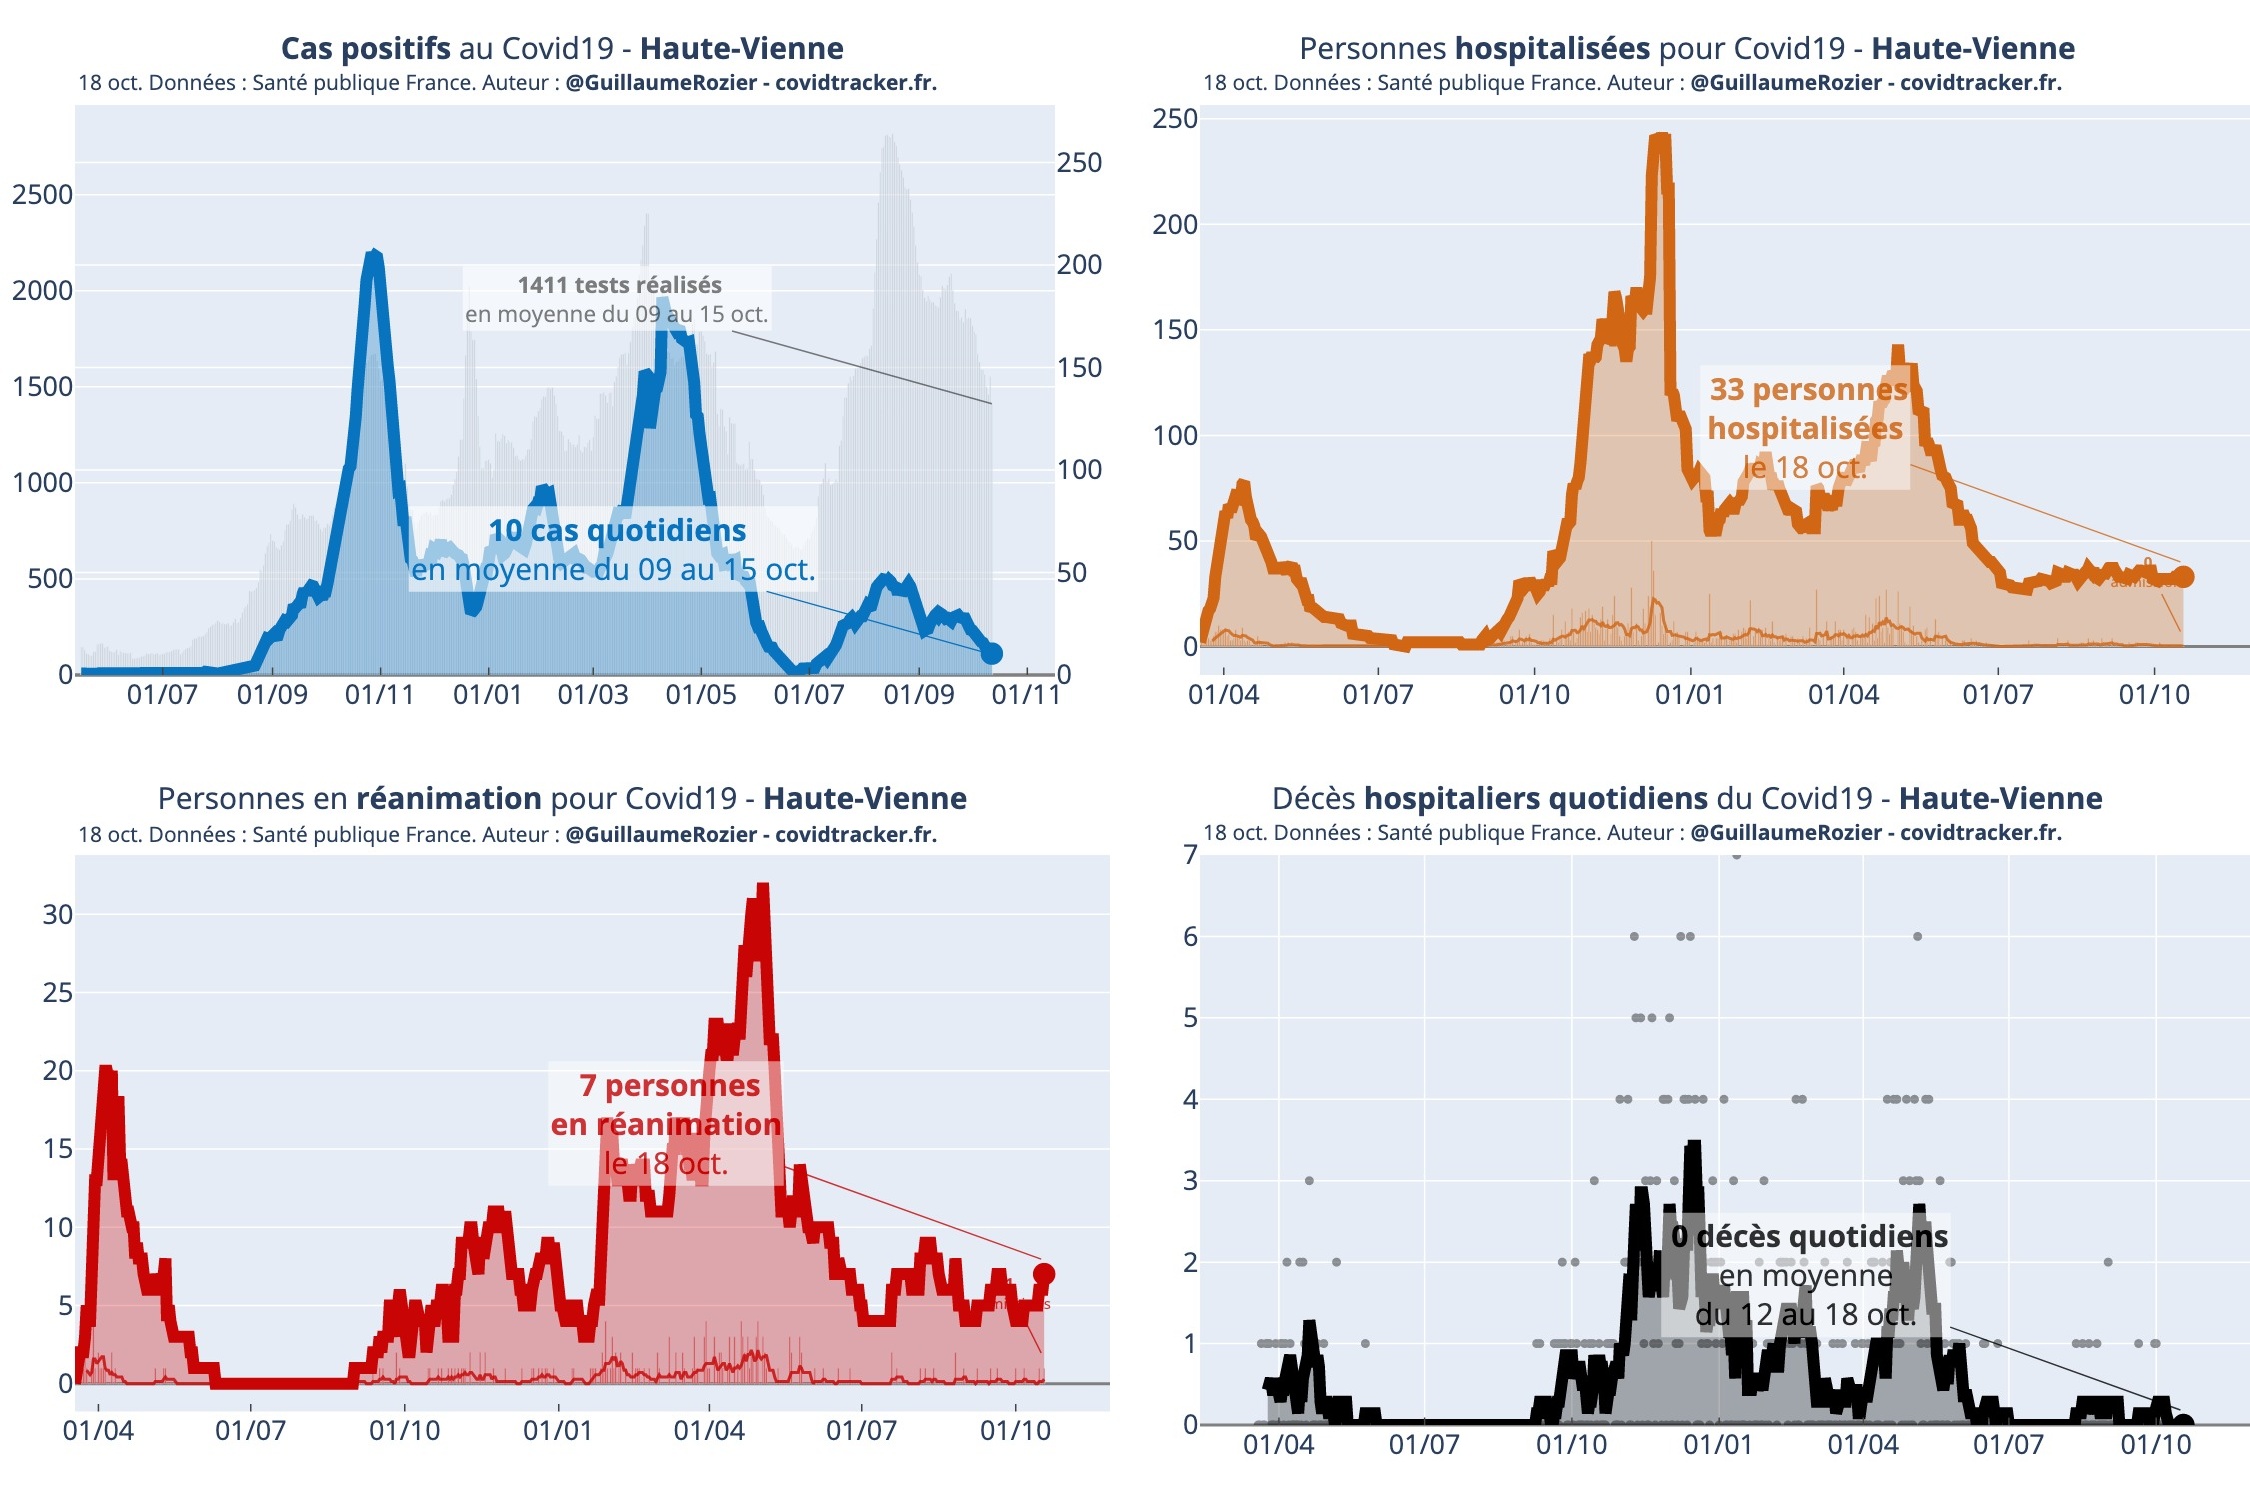 Cas positifs au Covid19 - Haute-Vienne
18 oct. Données : Santé publique France. Auteur : @GuillaumeRozier - covidtracker.fr.
2500
2000
1500
1000
500
0
250
200
150
100
50
0
1411 tests réalisés
en moyenne du 09 au 15 oct.
10 cas quotidiens
en moyenne du 09 au 15 oct.
01/07 01/09 01/11 01/01 01/03 01/05 01/07 01/09 01/11
Personnes hospitalisées pour Covid19 - Haute-Vienne
18 oct. Données : Santé publique France. Auteur : @GuillaumeRozier - covidtracker.fr.
250
200
150
100
50
0
33 personnes
hospitalisées
le 18 oct.
0
01/04 01/07 01/10 01/01 01/04 01/07 01/10
Personnes en réanimation pour Covid19 - Haute-Vienne
18 oct. Données : Santé publique France. Auteur : @GuillaumeRozier - covidtracker.fr.
30
25
20
15
10
5
0
7 personnes
en réanimation
le 18 oct.
01/04 01/07 01/10 01/01 01/04 01/07 01/10
Décès hospitaliers quotidiens du Covid19 - Haute-Vienne
18 oct. Données : Santé publique France. Auteur : @GuillaumeRozier - covidtracker.fr.
7
6
5
4
3
2
1
0
0 décès quotidiens
en moyenne
du 12 au 18 oct.
01/04 01/07 01/10 01/01 01/04 01/07 01/10